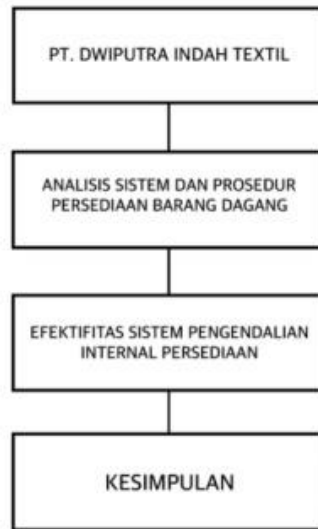 PT. DWIPUTRA INDAH TEXTIL
ANALISIS SISTEM DAN PROSEDUR
PERSEDIAAN BARANG DAGANG
EFEKTIFITAS SISTEM PENGENDALIAN
INTERNAL PERSEDIAAN
KESIMPULAN